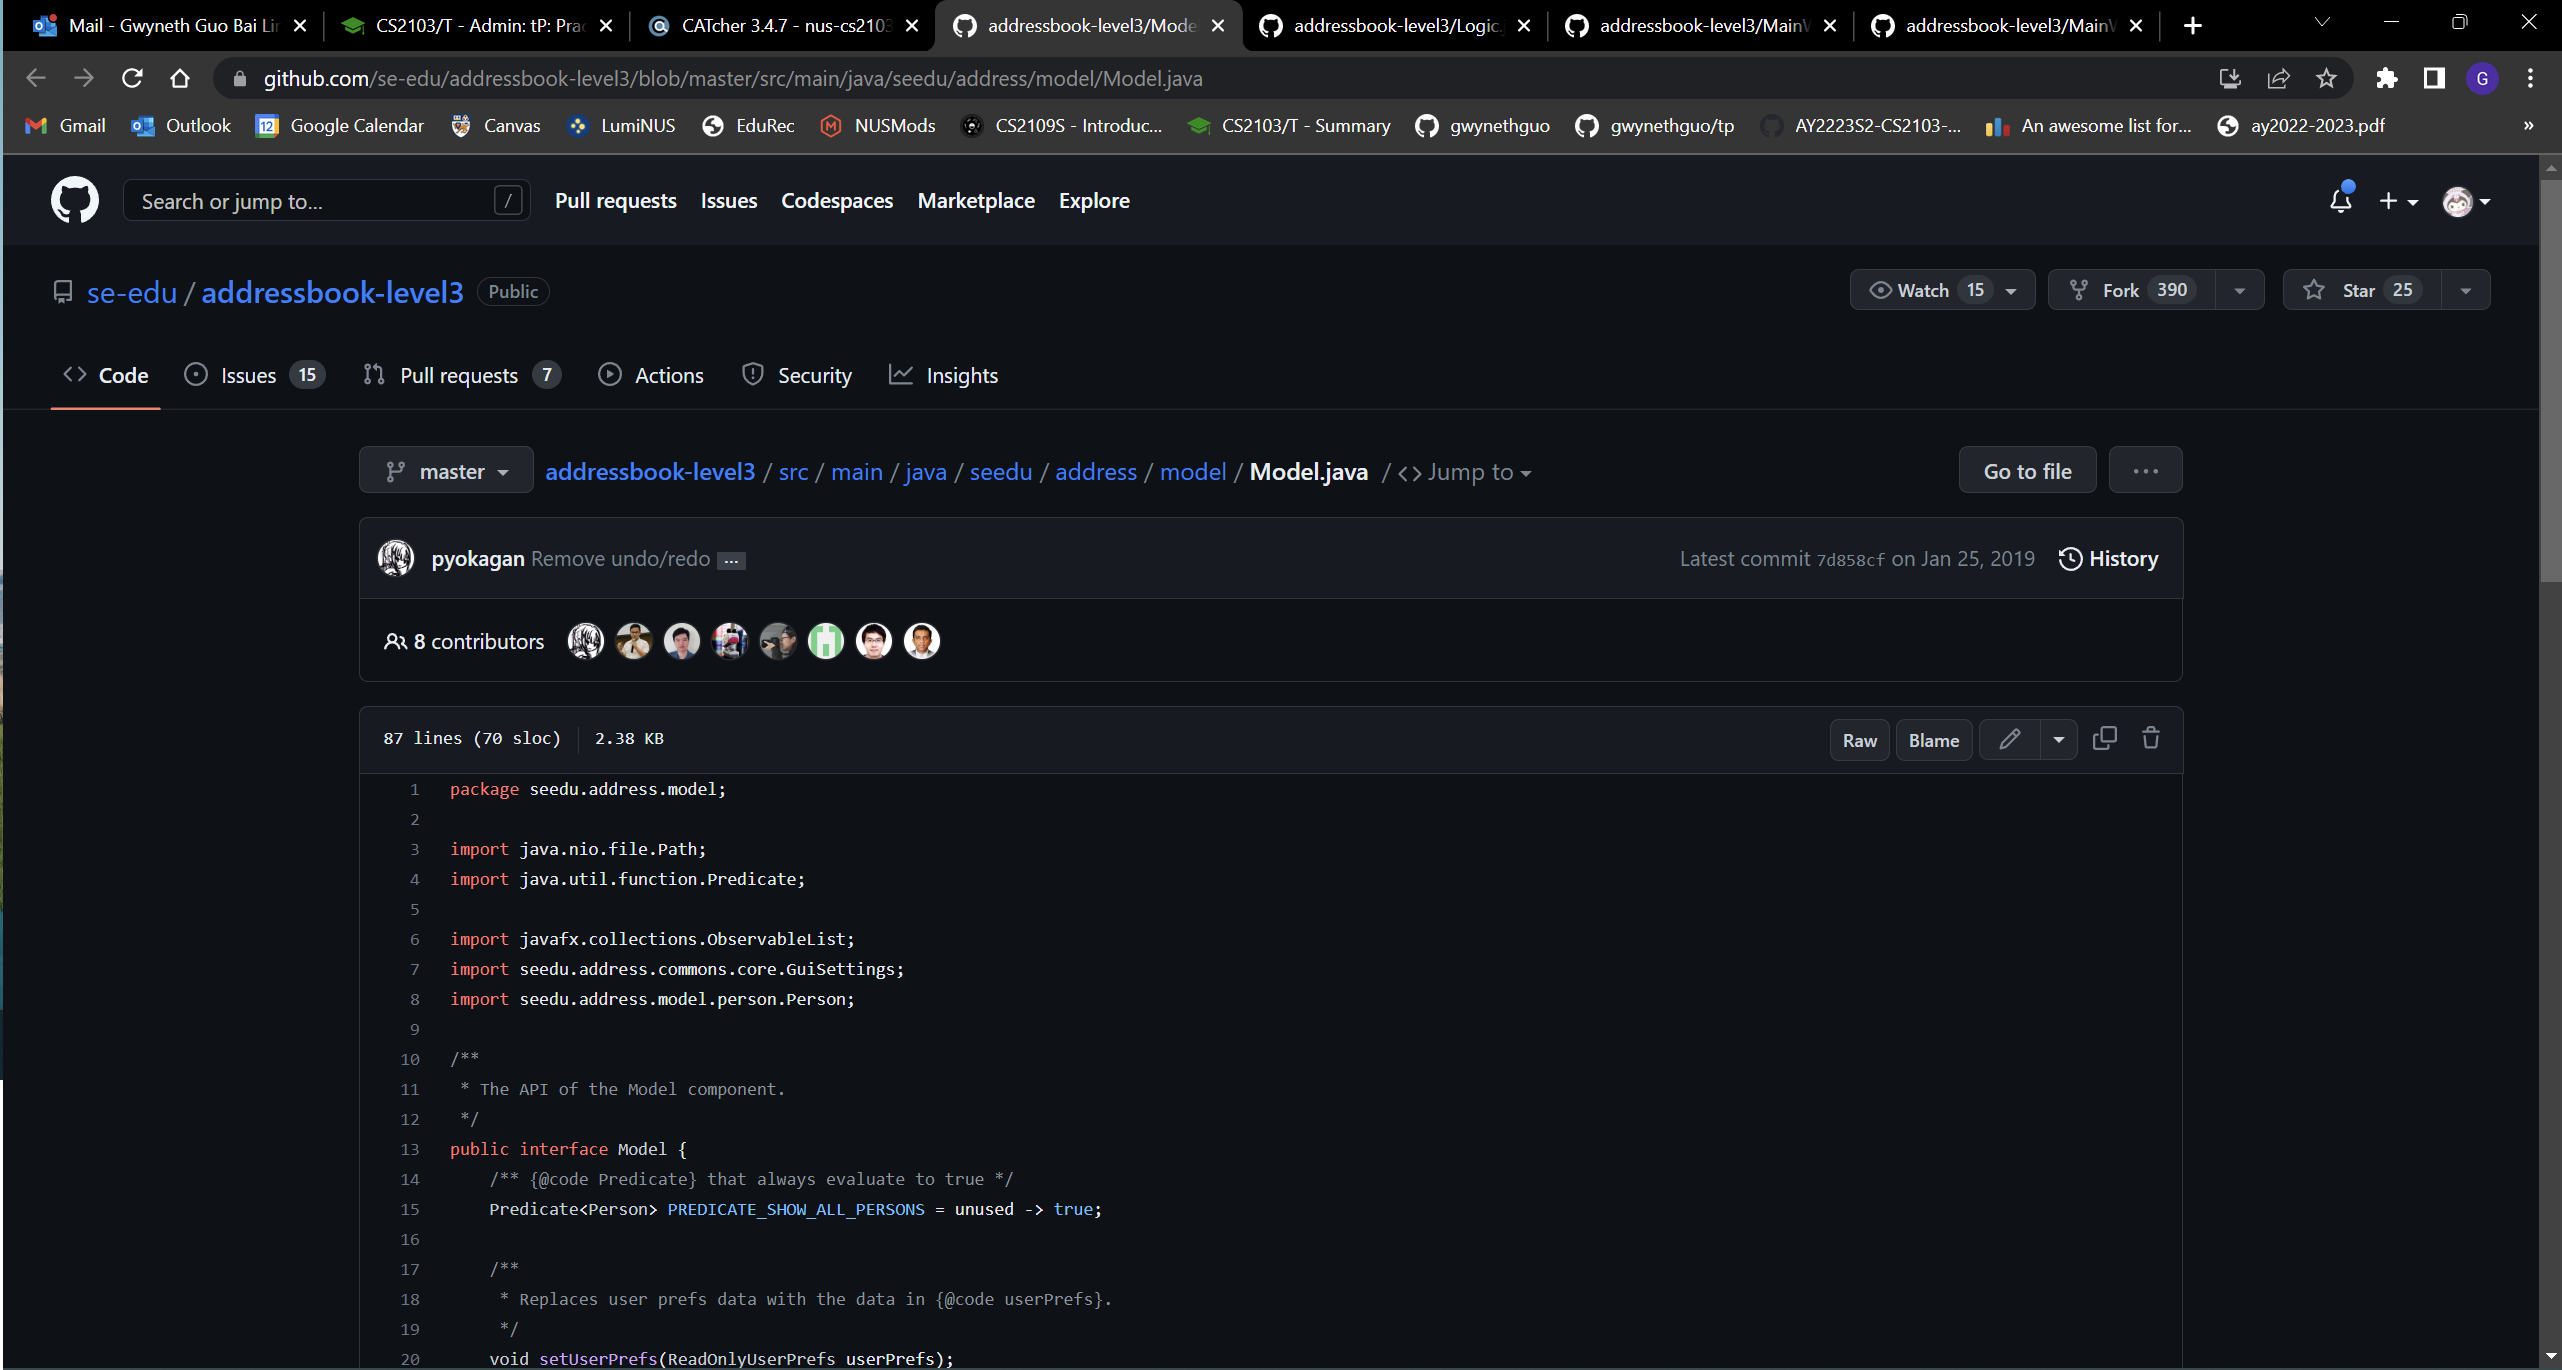 Mail - Gwyneth Guo Bai Lin CS2103/T - Admin: tP: Prac CATcher 3.4.7 - nus-cs2103 addressbook-level3/Mode addressbook-level3/Logic.j addressbook-level3/MainW addressbook-level3/MainW
github.com/se-edu/addressbook-level3/blob/master/src/main/java/seedu/address/model/Model.java G
Gmail Outlook 12 Google Calendar Canvas LumiNUS EduRec NUSMods CS2109S - Introduc... CS2103/T - Summary gwynethguo gwynethguo/tp AY2223S2-CS2103-... An awesome list for... ay2022-2023.pdf »
Search or jump to... / Pull requests Issues Codespaces Marketplace Explore
se-edu / addressbook-level3 Public Watch 15 Fork 390 Star 25
Code Issues 15 Pull requests 7 Actions Security Insights
master addressbook-level3 / src / main / java / seedu / address / model / Model.java / <> Jump to Go to file ...
pyokagan Remove undo/redo ... Latest commit 7d858cf on Jan 25, 2019 History
8 contributors
87 lines (70 sloc) 2.38 KB Raw Blame
1 package seedu.address.model;
2
3 import java.nio.file.Path;
4 import java.util.function.Predicate;
5
6 import javafx.collections.ObservableList;
7 import seedu.address.commons.core.GuiSettings;
8 import seedu.address.model.person.Person;
9
10 /**
11 * The API of the Model component.
12 */
13 public interface Model {
14 /** {@code Predicate} that always evaluate to true */
15 Predicate<Person> PREDICATE_SHOW_ALL_PERSONS = unused -> true;
16
17 /**
18 * Replaces user prefs data with the data in {@code userPrefs}.
19 */
20 void setUserPrefs(ReadOnlyUserPrefs userPrefs);